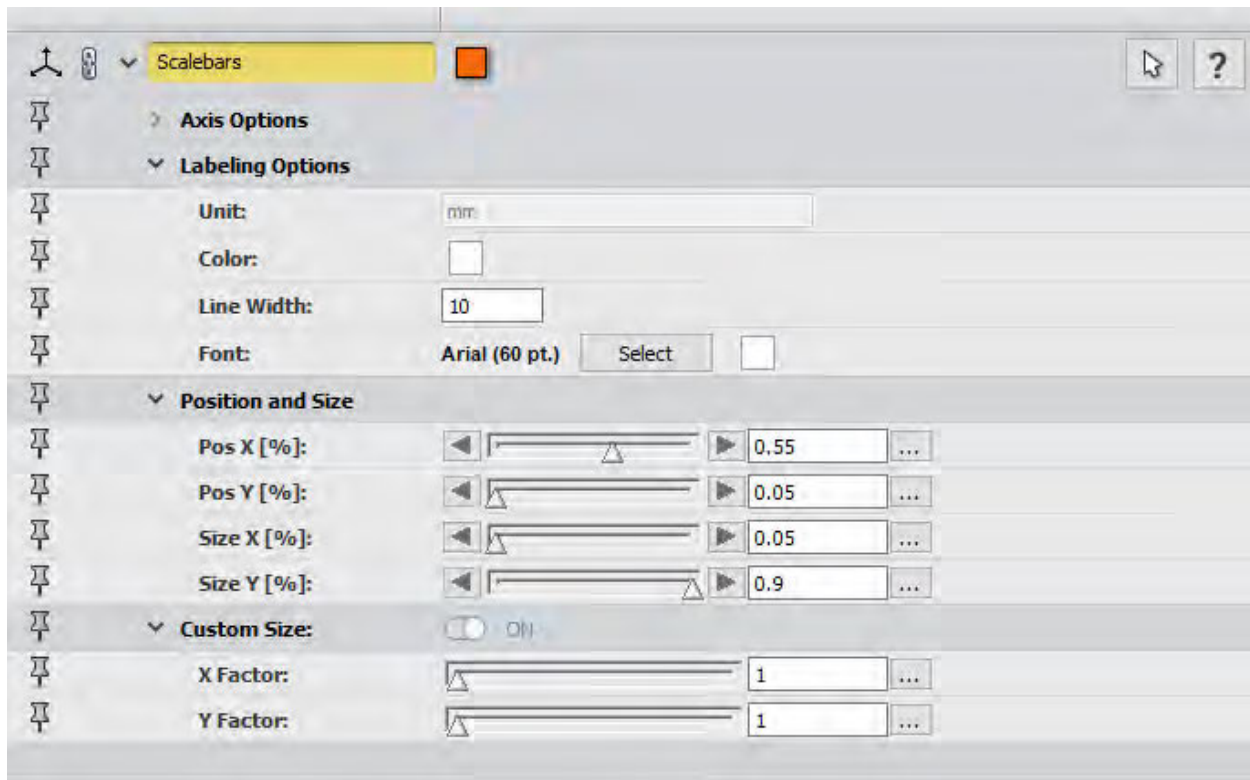 Scalebars ?
Axis Options
Labeling Options
Unit: mm
Color:
Line Width: 10
Font: Arial (60 pt.) Select
Position and Size
Pos X [%]: 0.55 ...
Pos Y [%]: 0.05 ...
Size X [%]: 0.05 ...
Size Y [%]: 0.9 ...
Custom Size: ON
X Factor: 1 ...
Y Factor: 1 ...